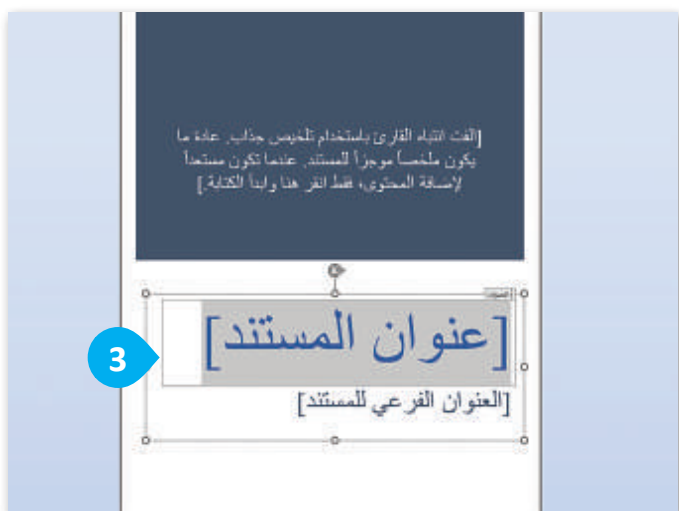 [الفت انتباه القارئ باستخدام تلخيص جذاب. عادة ما
يكون ملخصاً موجزاً للمستند. عندما تكون مستعداً
لإضافة المحتوى، فقط انقر هنا وابدأ الكتابة.]
[عنوان المستند]
3
[العنوان الفرعي للمستند]